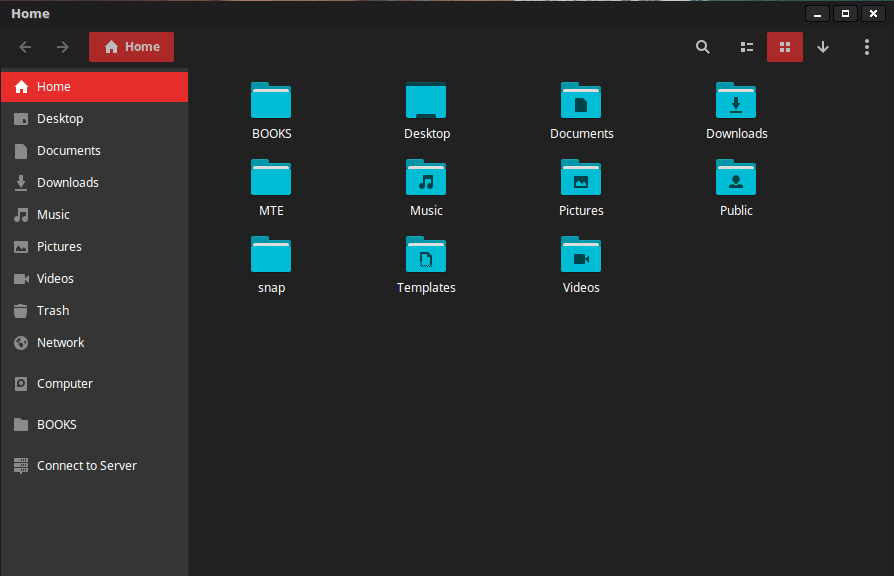 Home
Home
Home
Desktop
Documents
Downloads
Music
Pictures
Videos
Trash
Network
Computer
BOOKS
Connect to Server
BOOKS
Desktop
Documents
Downloads
MTE
Music
Pictures
Public
snap
Templates
Videos